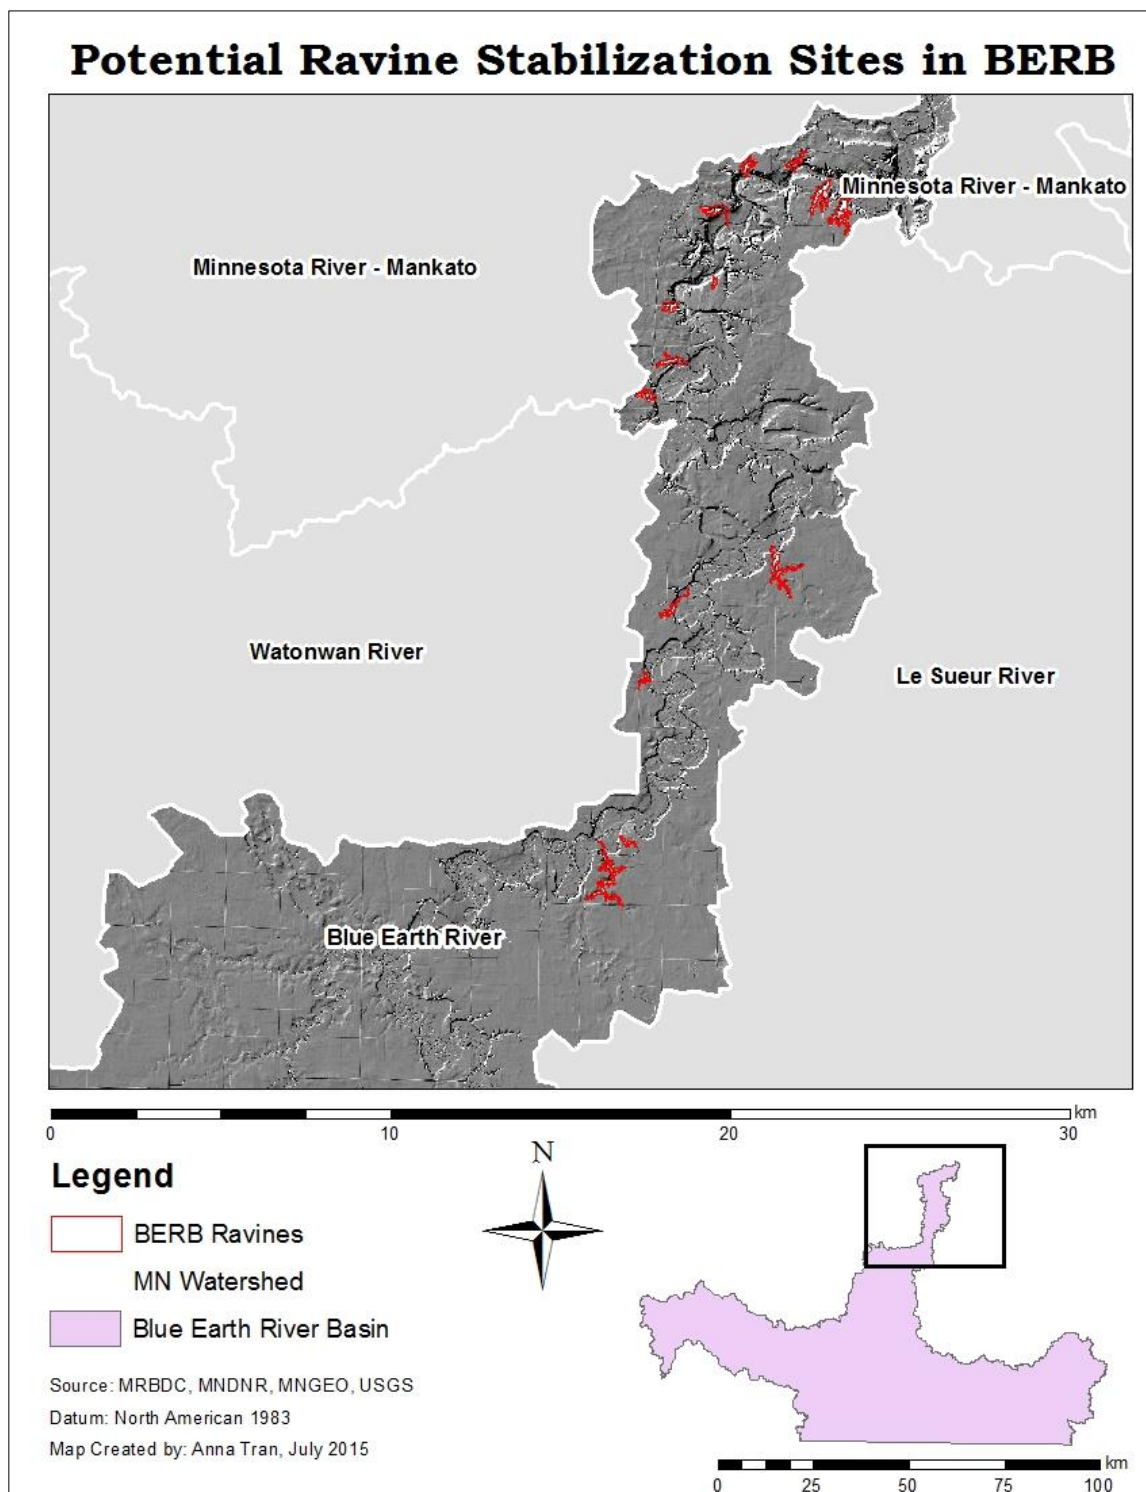 Potential Ravine Stabilization Sites in BERB
Minnesota River - Mankato
Minnesota River - Mankato
Watonwan River
Le Sueur River
Blue Earth River
km
0 10 20 30
Legend
N
BERB Ravines
MN Watershed
Blue Earth River Basin
Source: MRBDC, MNDNR, MNGEO, USGS
Datum: North American 1983
Map Created by: Anna Tran, July 2015
km
0 25 50 75 100